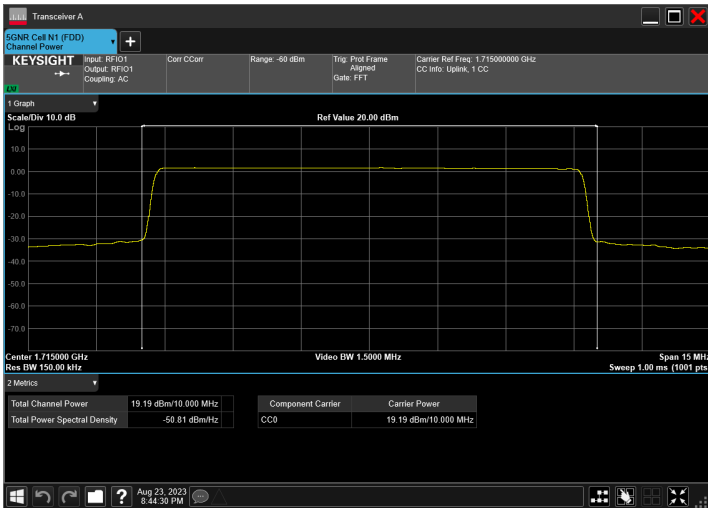 Transceiver A
5GNR Cell N1 (FDD)
Channel Power
KEYSIGHT
Input: RFIO1
Output: RFIO1
Coupling: AC
Corr CCorr
Range: -60 dBm
Trig: Prot Frame
Aligned
Gate: FFT
Carrier Ref Freq: 1.715000000 GHz
CC Info: Uplink, 1 CC
LXI
1 Graph
Scale/Div 10.0 dB
Ref Value 20.00 dBm
Log
10.0
0.00
-10.0
-20.0
-30.0
-40.0
-50.0
-60.0
-70.0
Center 1.715000 GHz
Video BW 1.5000 MHz
Span 15 MHz
Res BW 150.00 kHz
Sweep 1.00 ms (1001 pts
2 Metrics
Total Channel Power 19.19 dBm/10.000 MHz
Total Power Spectral Density -50.81 dBm/Hz
Component Carrier Carrier Power
CC0 19.19 dBm/10.000 MHz
?
Aug 23, 2023
8:44:30 PM